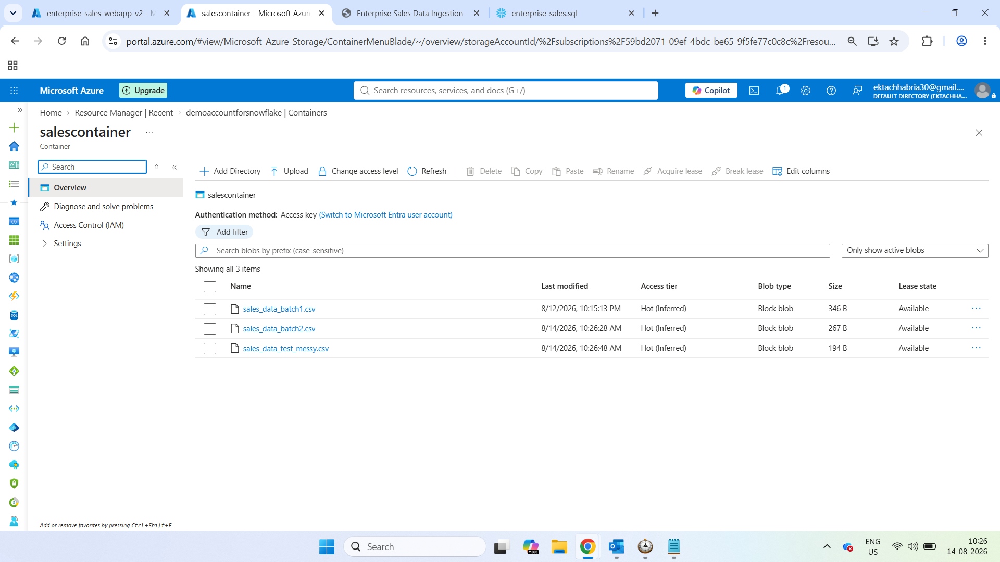 enterprise-sales-webapp-v2 - M
salescontainer - Microsoft Azure
Enterprise Sales Data Ingestion
enterprise-sales.sql
portal.azure.com/#view/Microsoft_Azure_Storage/ContainerMenuBlade/~/overview/storageAccountId/%2Fsubscriptions%2F59bd2071-09ef-4bdc-be65-9f5fe77c0c8c%2Fresou...
Microsoft Azure
Upgrade
Search resources, services, and docs (G+/)
Copilot
1
ektachhabria30@gmail....
DEFAULT DIRECTORY (EKTACHHA...
Home > Resource Manager | Recent > demoaccountforsnowflake | Containers
salescontainer ...
Container
Search
Overview
Diagnose and solve problems
Access Control (IAM)
Settings
Add Directory Upload Change access level Refresh Delete Copy Paste Rename Acquire lease Break lease Edit columns
salescontainer
Authentication method: Access key (Switch to Microsoft Entra user account)
Add filter
Search blobs by prefix (case-sensitive)
Only show active blobs
Showing all 3 items
Name Last modified Access tier Blob type Size Lease state
sales_data_batch1.csv 8/12/2026, 10:15:13 PM Hot (Inferred) Block blob 346 B Available ...
sales_data_batch2.csv 8/14/2026, 10:26:28 AM Hot (Inferred) Block blob 267 B Available ...
sales_data_test_messy.csv 8/14/2026, 10:26:48 AM Hot (Inferred) Block blob 194 B Available ...
SQL
Add or remove favorites by pressing Ctrl+Shift+F
Search
M365
ENG
US
10:26
14-08-2026